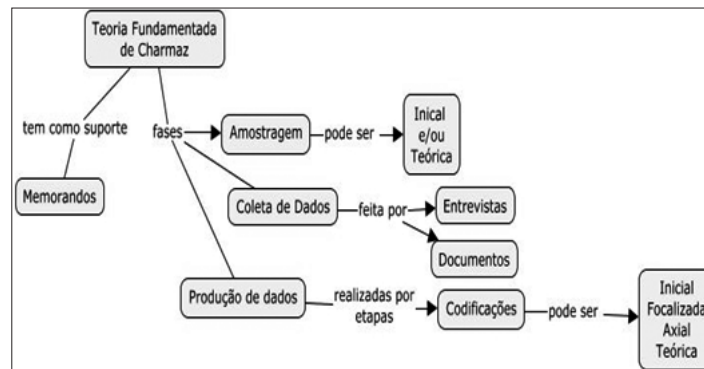 Teoria Fundamentada
de Charmaz
tem como suporte
fases
Amostragem
pode ser
Inical
e/ou
Teórica
Memorandos
Coleta de Dados
feita por
Entrevistas
Documentos
Produção de dados
realizadas por
etapas
Codificações
pode ser
Inicial
Focalizada
Axial
Teórica